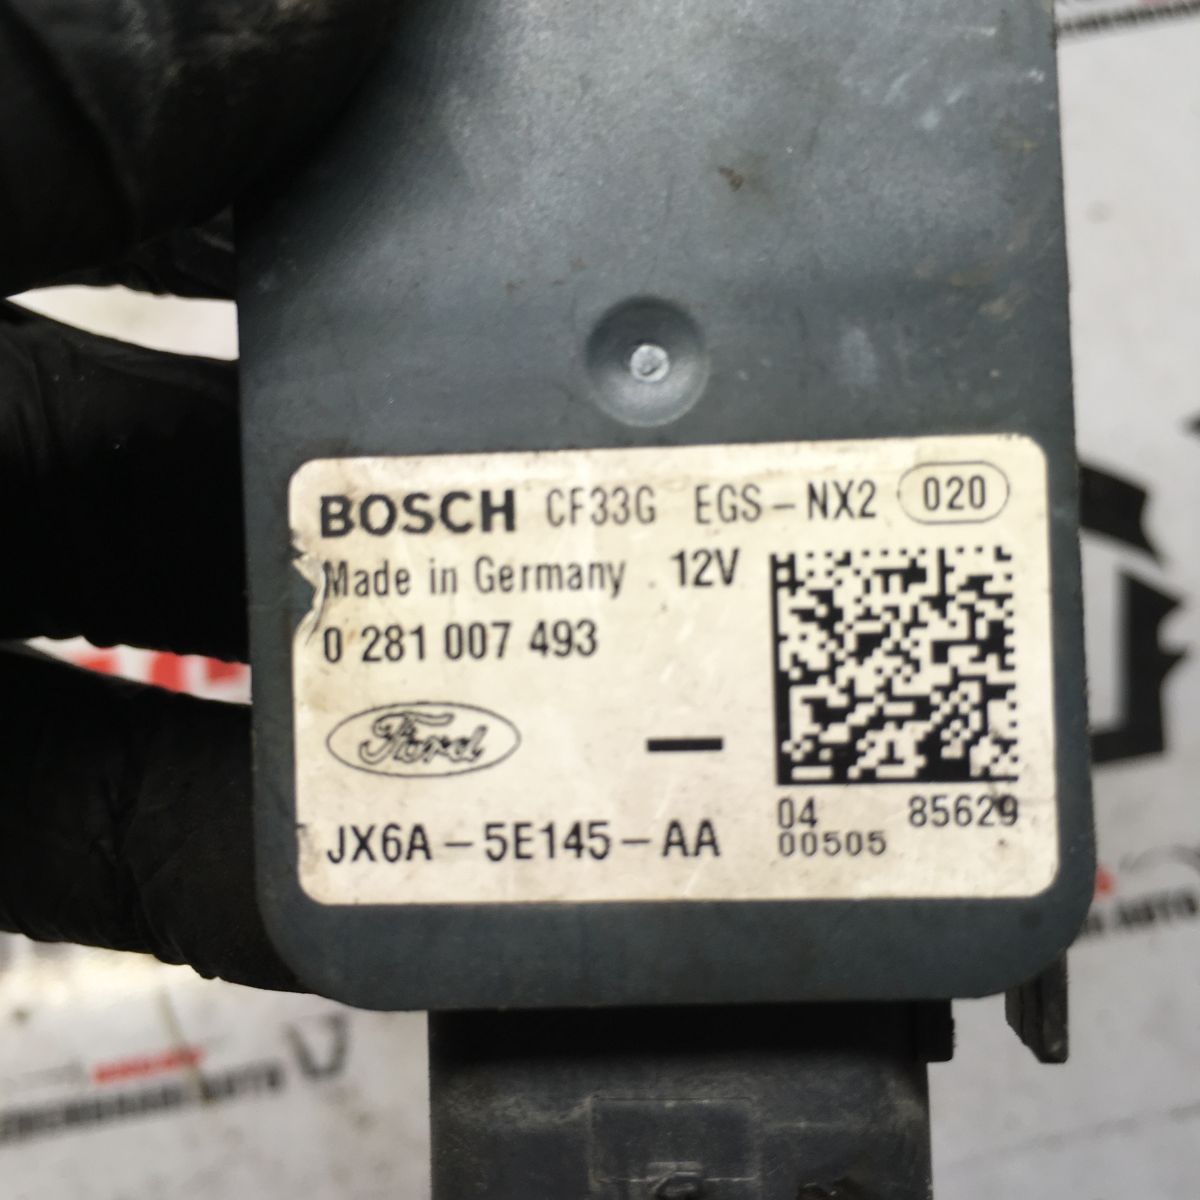 BOSCH CF33G EGS-NX2 020
Made in Germany 12V
0 281 007 493
Ford
JX6A-5E145-AA
04 85629
00505
AUTO